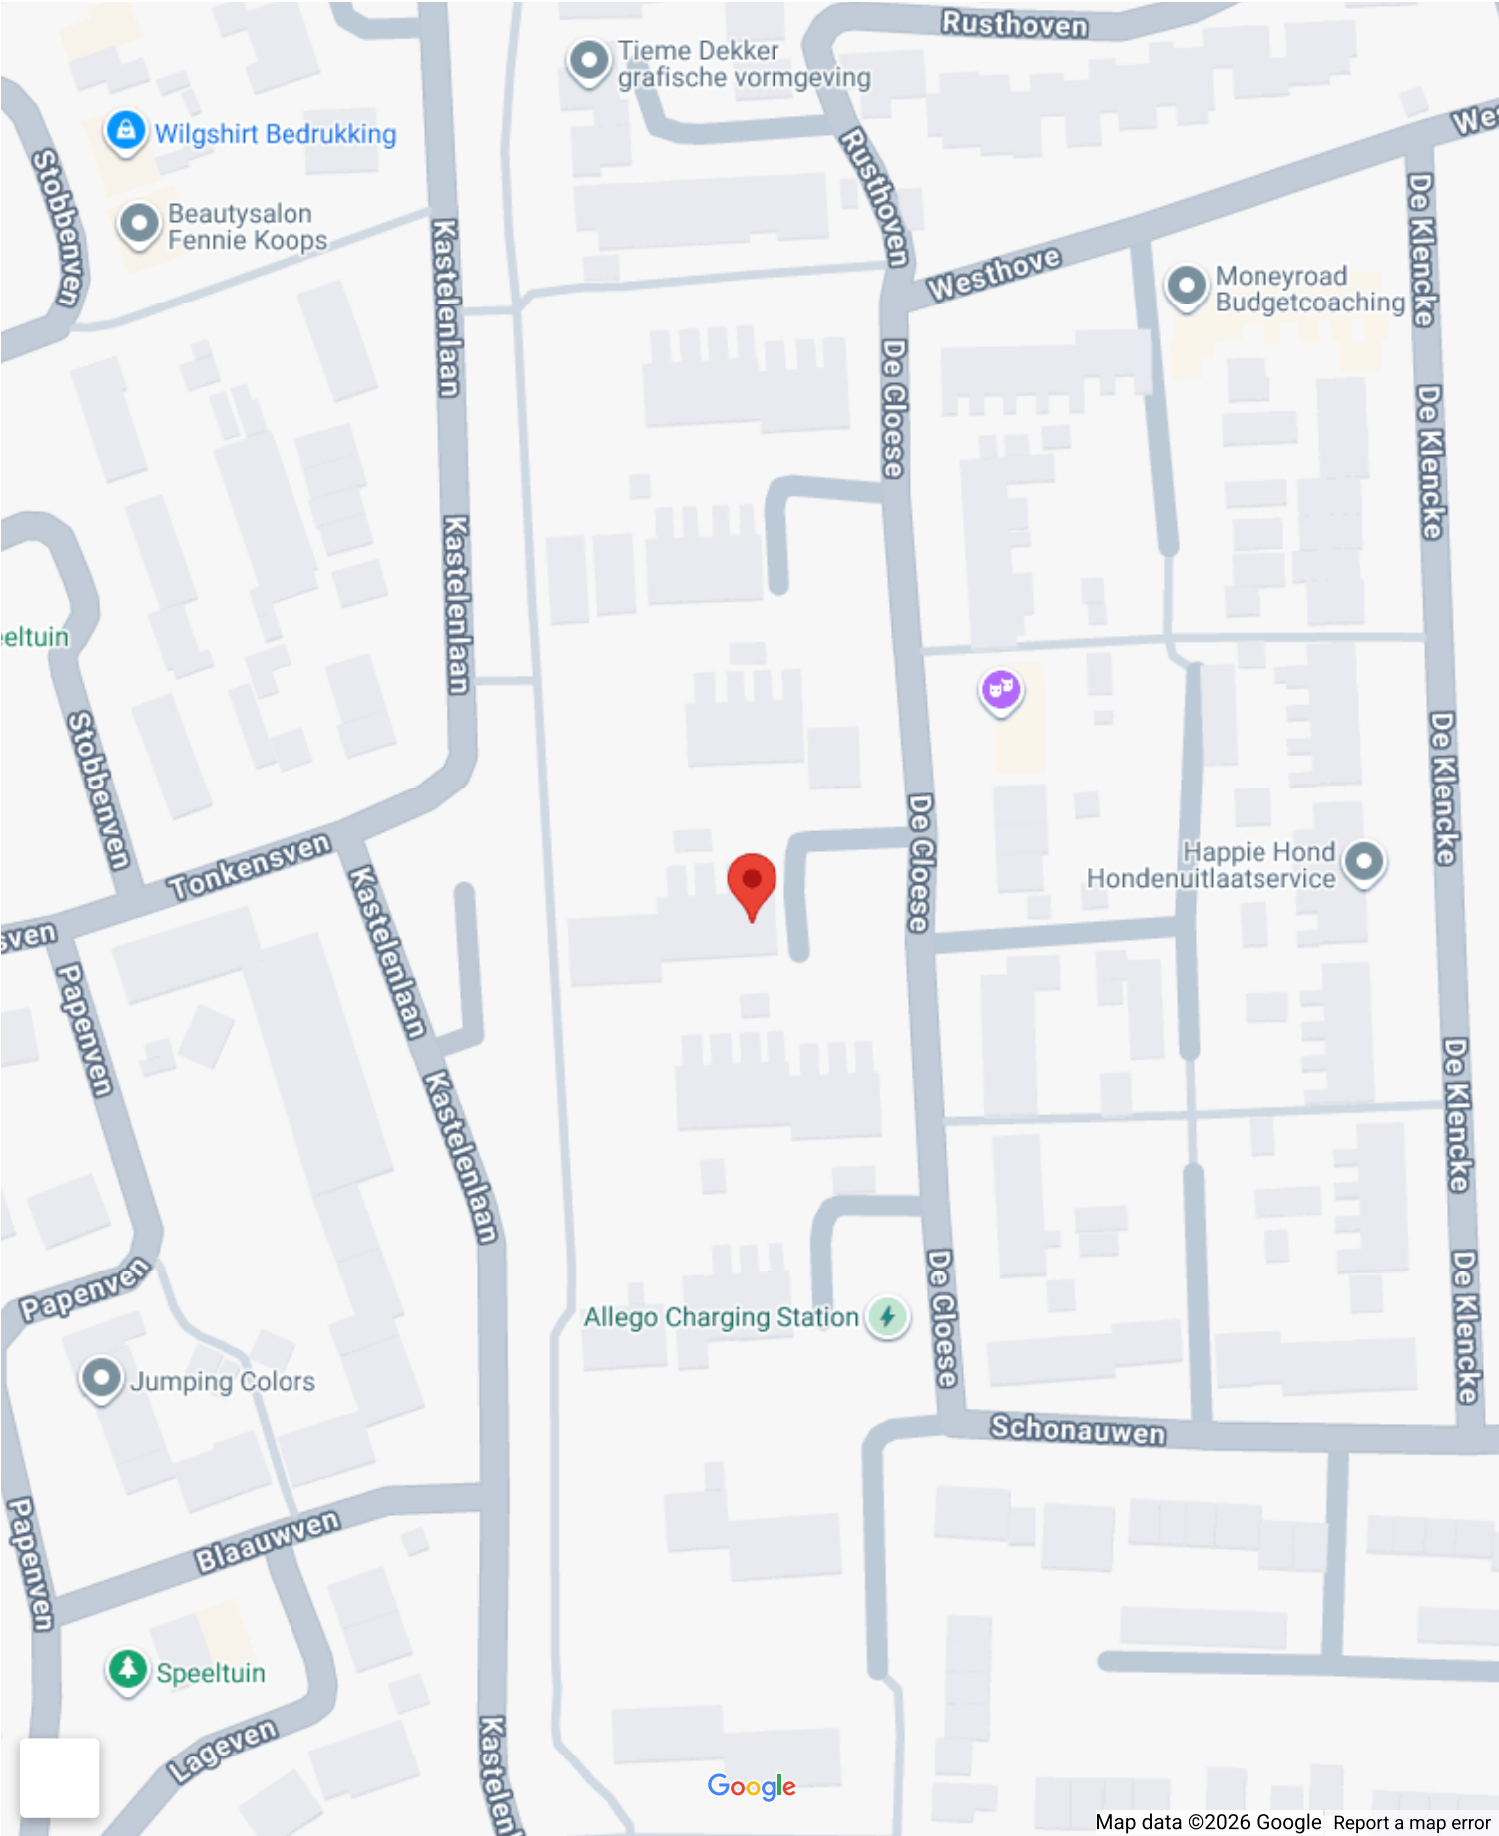 Rusthoven
Tieme Dekker
grafische vormgeving
Wilgshirt Bedrukking
Westhove
Stobbenven
Rusthoven
De Klencke
Beautysalon
Fennie Koops
Kastelenlaan
Westhove
Moneyroad
Budgetcoaching
De Cloese
De Klencke
Kastelenlaan
eeltuin
Stobbenven
De Klencke
De Cloese
Tonkensven
Happie Hond
Hondenuitlaatservice
Kastelenlaan
sven
Papenven
De Klencke
Kastelenlaan
Papenven
De Cloese
De Klencke
Allego Charging Station
Jumping Colors
Schonauwen
Papenven
Blaauwven
Speeltuin
Lageven
Kastelen
Google
Map data ©2026 Google
Report a map error